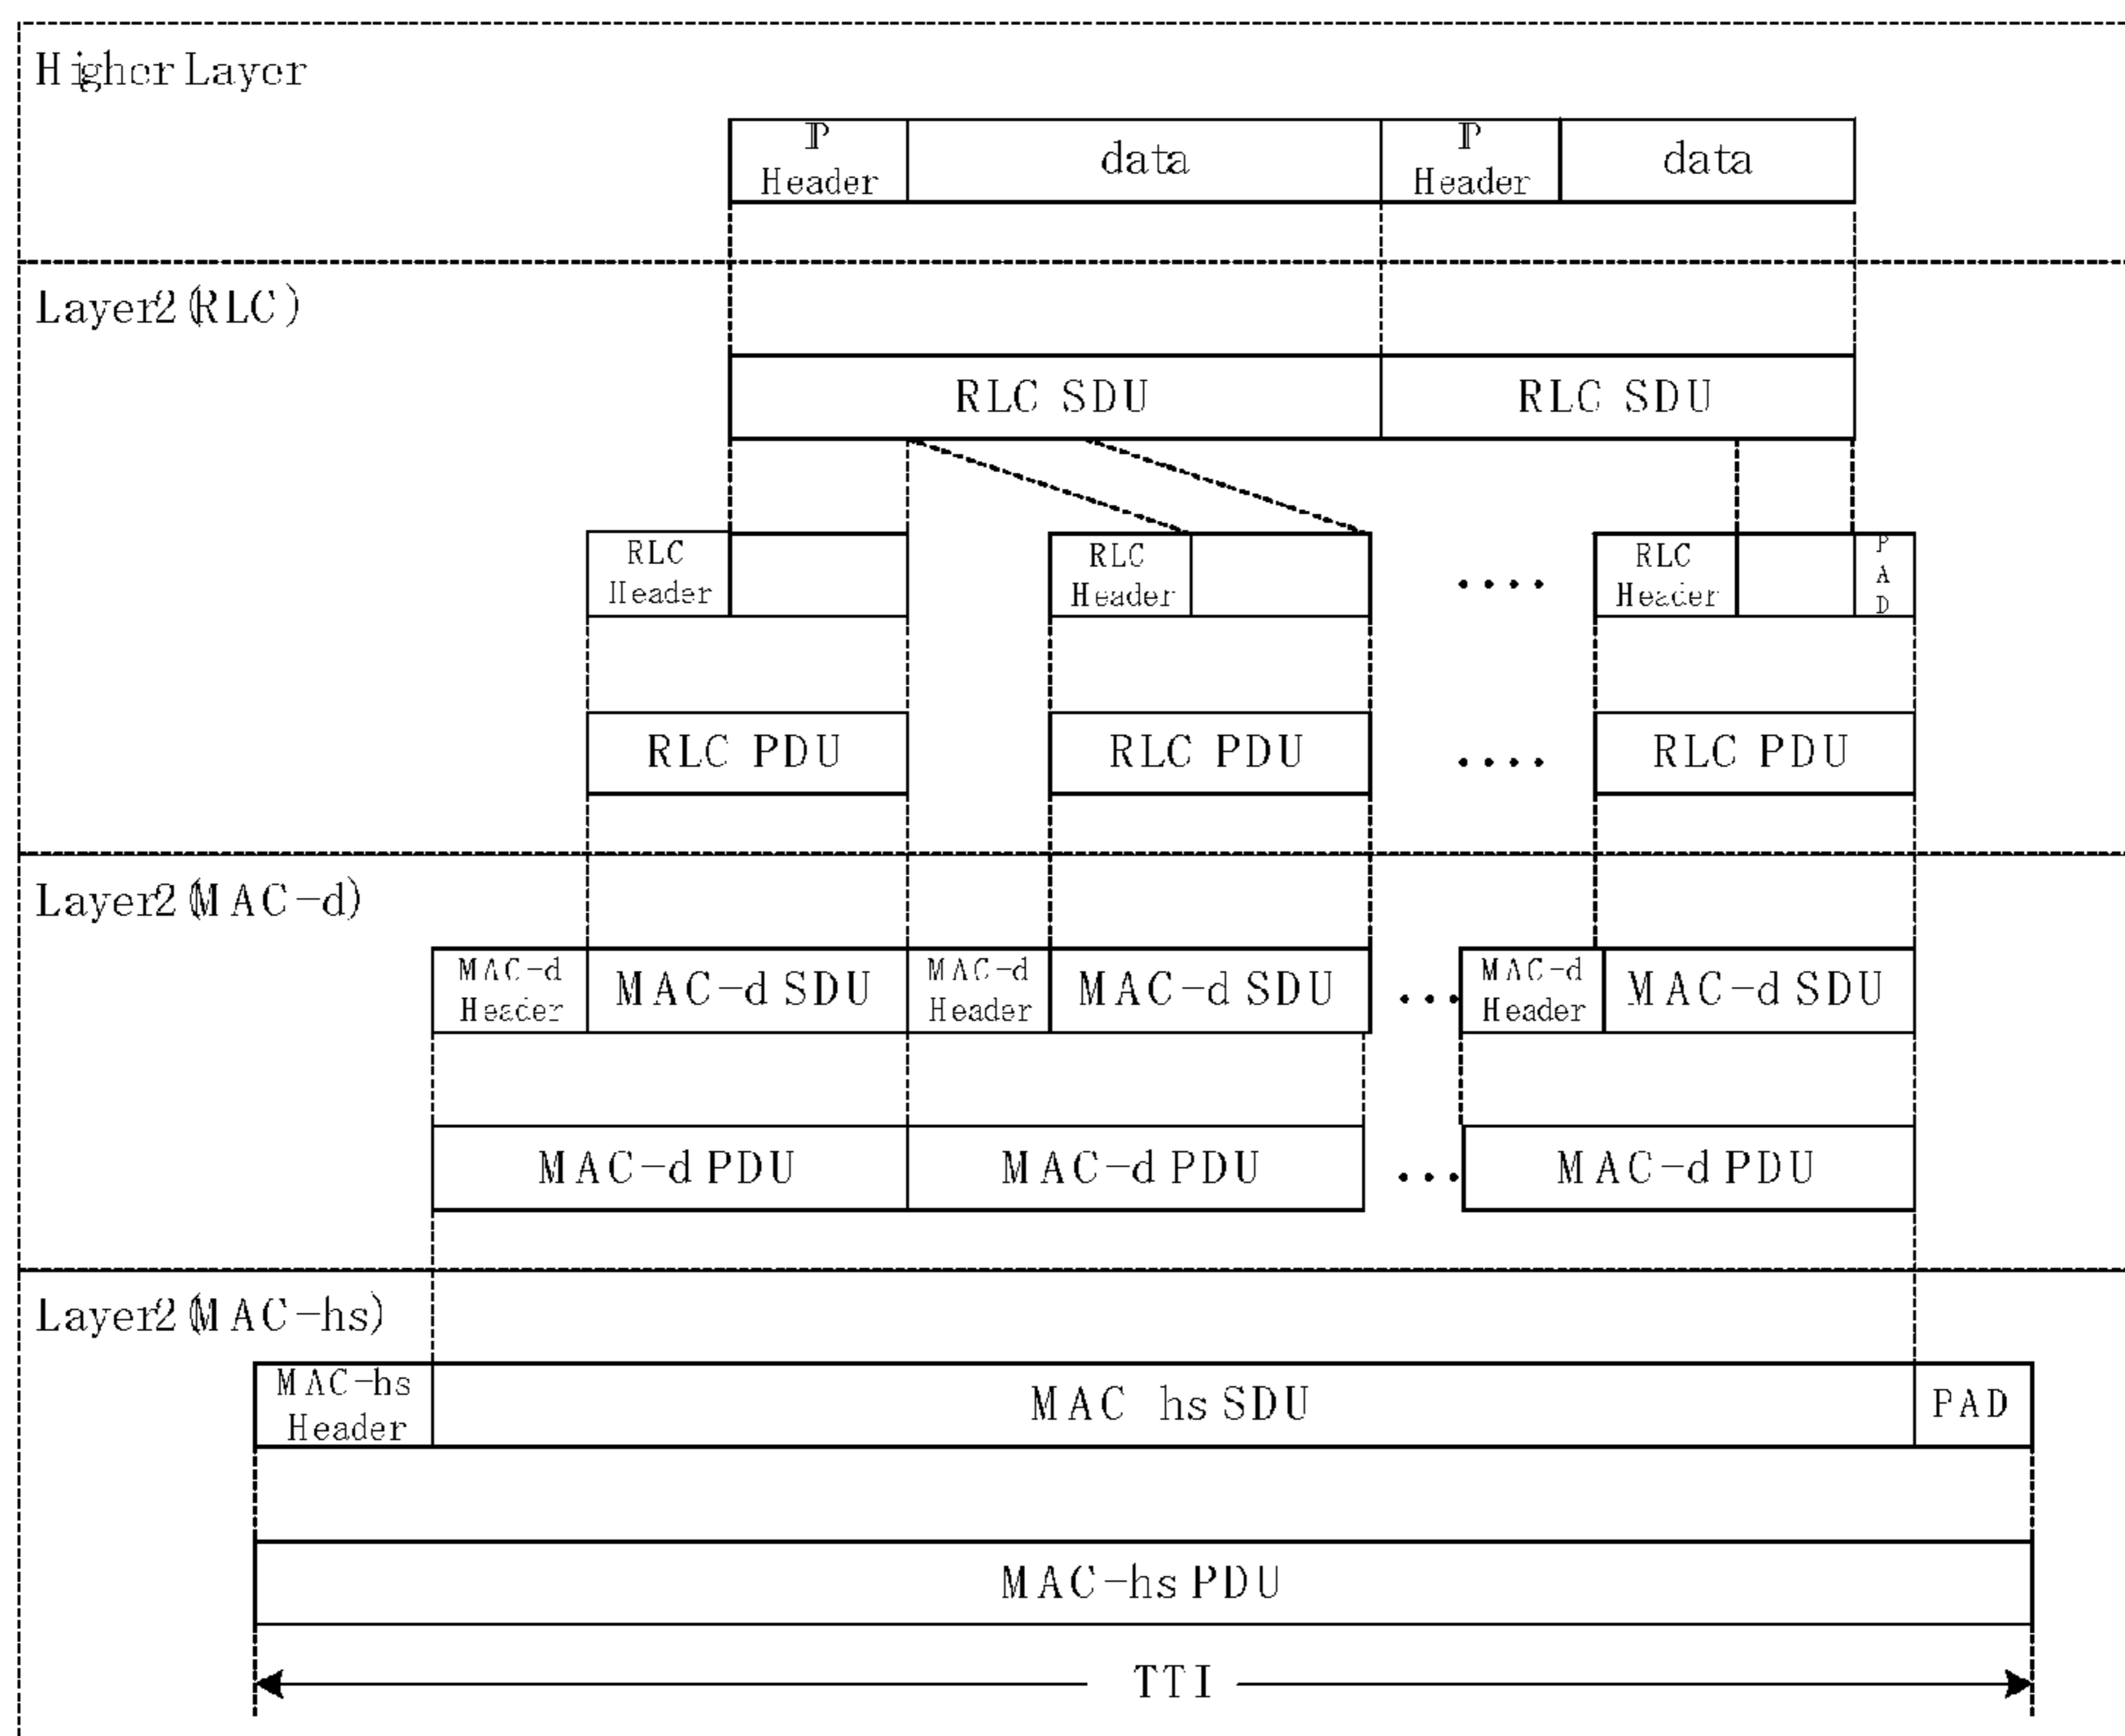 Higher Layer
IP Header data IP Header data
Layer2(RLC)
RLC SDU RLC SDU
RLC Header RLC Header .... RLC Header PAD
RLC PDU RLC PDU .... RLC PDU
Layer2(MAC-d)
MAC-d Header MAC-d SDU MAC-d Header MAC-d SDU ... MAC-d Header MAC-d SDU
MAC-d PDU MAC-d PDU ... MAC-d PDU
Layer2(MAC-hs)
MAC-hs Header MAC hs SDU PAD
MAC-hs PDU
TTI